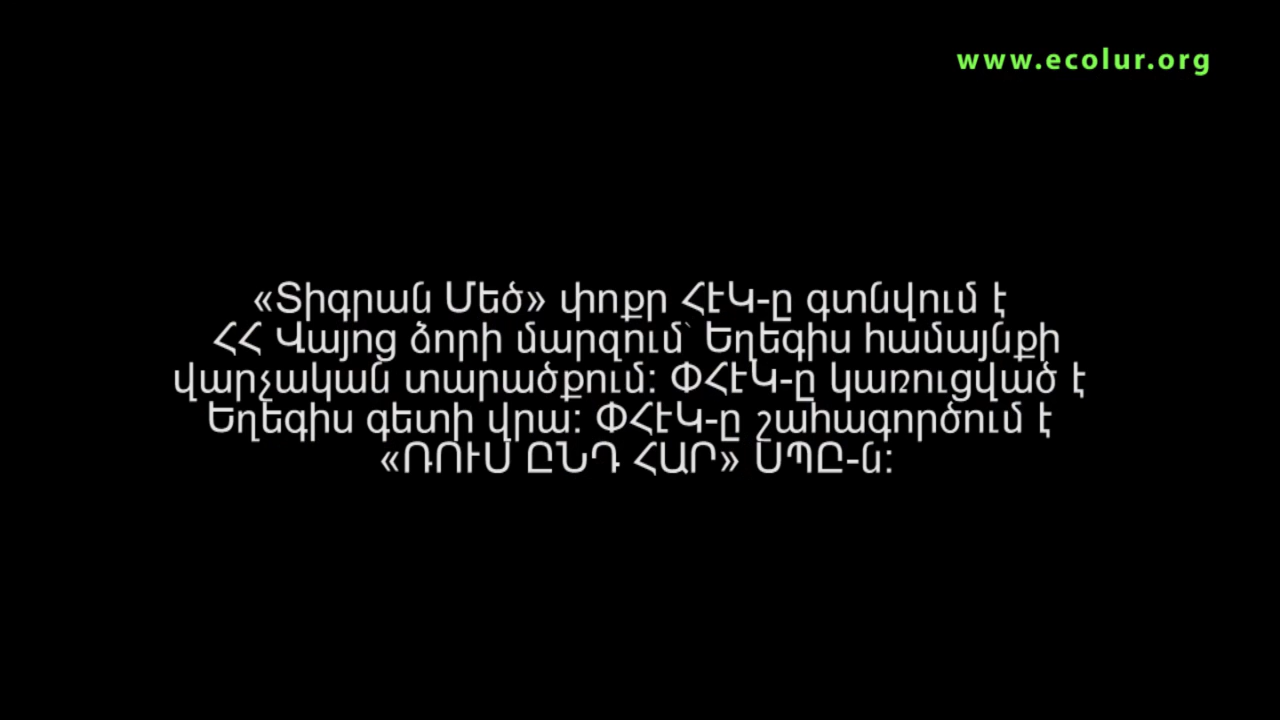 www.ecolur.org
«Տիգրան Մեծ» փոքր ՀԷԿ-ը գտնվում է
ՀՀ Վայոց ձորի մարզում՝ Եղեգիս համայնքի
վարչական տարածքում: ՓՀԷԿ-ը կառուցված է
Եղեգիս գետի վրա: ՓՀԷԿ-ը շահագործում է
«ՌՈՒՍ ԸՆԴ ՀԱՐ» ՍՊԸ-ն: